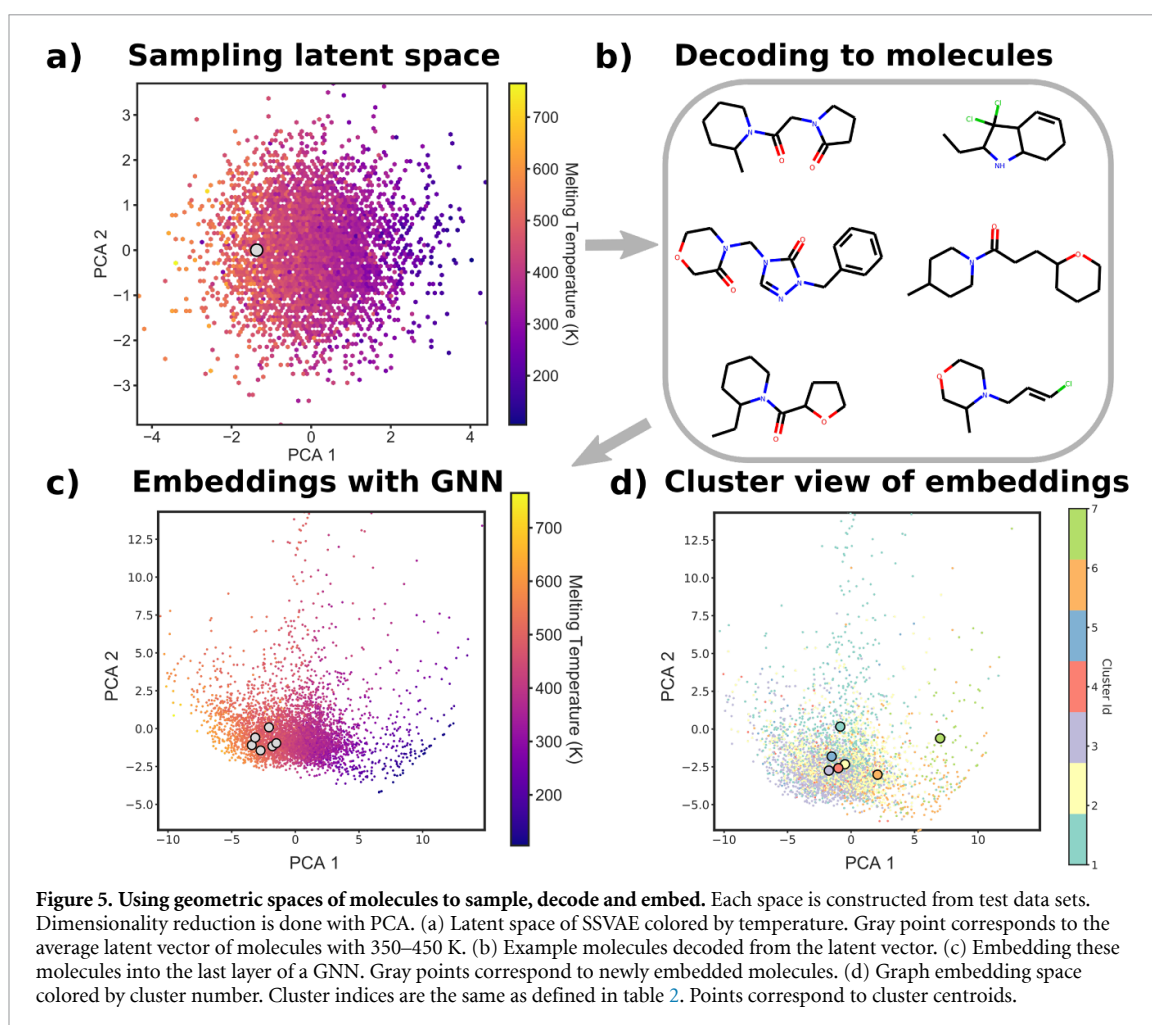 a) Sampling latent space
3
2
1
0
−1
−2
−3
PCA 2
−4 −2 0 2 4
PCA 1
700
600
500
400
300
200
Melting Temperature (K)
b) Decoding to molecules
N
O
N
O
Cl
Cl
NH
O
N
O
N
O
N
N
O
N
O
N
O
O
O
N
Cl
c) Embeddings with GNN
12.5
10.0
7.5
5.0
2.5
0.0
−2.5
−5.0
PCA 2
−10 −5 0 5 10
PCA 1
700
600
500
400
300
200
Melting Temperature (K)
d) Cluster view of embeddings
12.5
10.0
7.5
5.0
2.5
0.0
−2.5
−5.0
PCA 2
−10 −5 0 5 10
PCA 1
7
6
5
4
3
2
1
Cluster Id
Figure 5. Using geometric spaces of molecules to sample, decode and embed. Each space is constructed from test data sets.
Dimensionality reduction is done with PCA. (a) Latent space of SSVAE colored by temperature. Gray point corresponds to the
average latent vector of molecules with 350–450 K. (b) Example molecules decoded from the latent vector. (c) Embedding these
molecules into the last layer of a GNN. Gray points correspond to newly embedded molecules. (d) Graph embedding space
colored by cluster number. Cluster indices are the same as defined in table 2. Points correspond to cluster centroids.